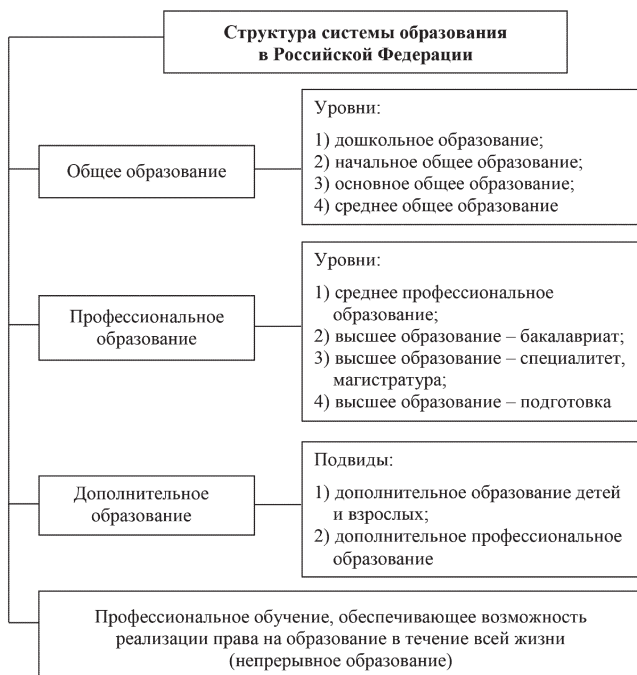 Структура системы образования
в Российской Федерации
Общее образование
Уровни:
1) дошкольное образование;
2) начальное общее образование;
3) основное общее образование;
4) среднее общее образование
Профессиональное
образование
Уровни:
1) среднее профессиональное
образование;
2) высшее образование – бакалавриат;
3) высшее образование – специалитет,
магистратура;
4) высшее образование – подготовка
Дополнительное
образование
Подвиды:
1) дополнительное образование детей
и взрослых;
2) дополнительное профессиональное
образование
Профессиональное обучение, обеспечивающее возможность
реализации права на образование в течение всей жизни
(непрерывное образование)